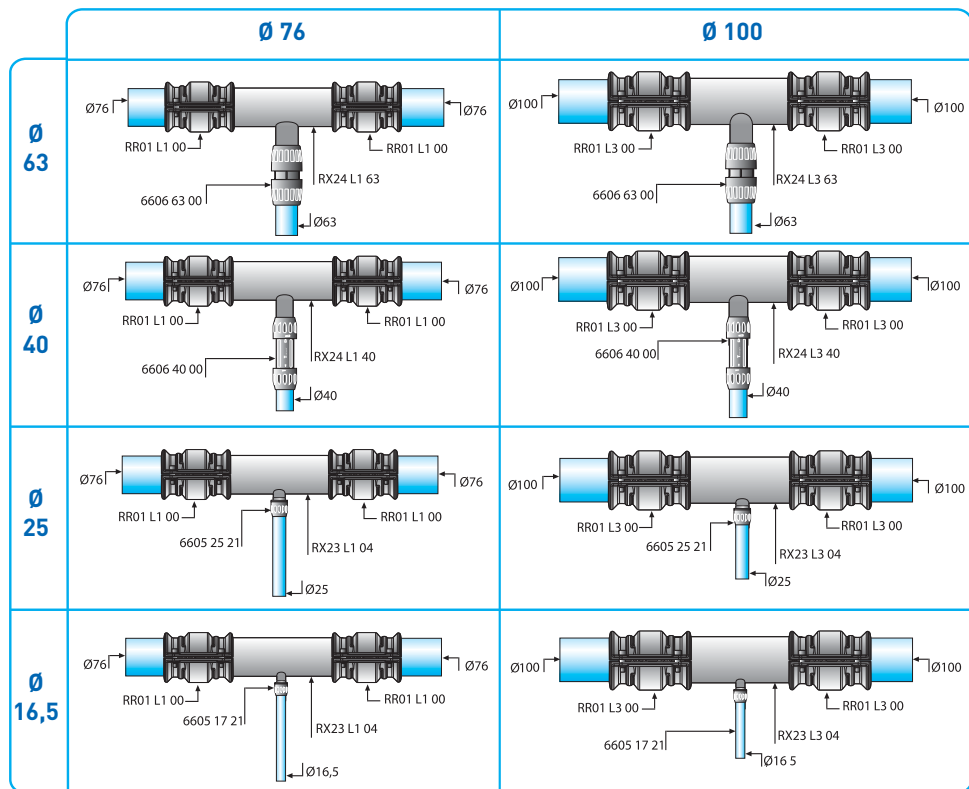 Ø 76
Ø 100
Ø 63
Ø76
Ø76
RR01 L1 00
RR01 L1 00
RX24 L1 63
6606 63 00
Ø63
Ø100
Ø100
RR01 L3 00
RR01 L3 00
RX24 L3 63
6606 63 00
Ø63
Ø 40
Ø76
Ø76
RR01 L1 00
RR01 L1 00
RX24 L1 40
6606 40 00
Ø40
Ø100
Ø100
RR01 L3 00
RR01 L3 00
RX24 L3 40
6606 40 00
Ø40
Ø 25
Ø76
Ø76
RR01 L1 00
RR01 L1 00
6605 25 21
RX23 L1 04
Ø25
Ø100
Ø100
RR01 L3 00
RR01 L3 00
6605 25 21
RX23 L3 04
Ø25
Ø 16,5
Ø76
Ø76
RR01 L1 00
RR01 L1 00
6605 17 21
RX23 L1 04
Ø16,5
Ø100
Ø100
RR01 L3 00
RR01 L3 00
6605 17 21
RX23 L3 04
Ø16 5